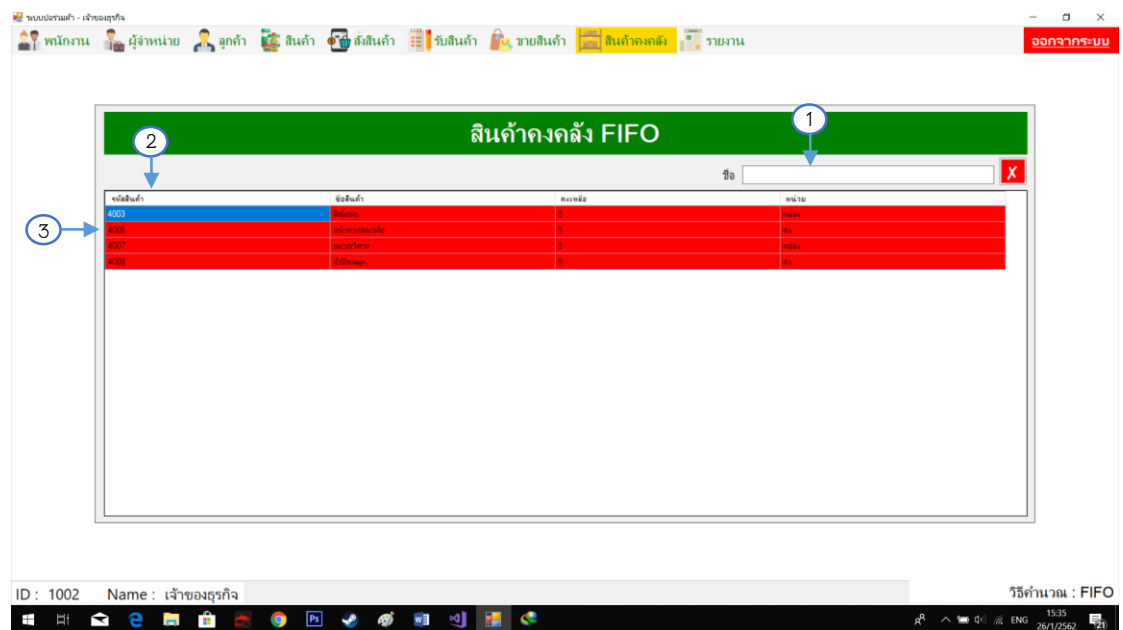 ระบบปอร่วมค้า - เจ้าของธุรกิจ
พนักงาน ผู้จำหน่าย ลูกค้า สินค้า สั่งสินค้า รับสินค้า ขายสินค้า สินค้าคงคลัง รายงาน ออกจากระบบ
1
2
สินค้าคงคลัง FIFO
ชื่อ X
รหัสสินค้า ชื่อสินค้า คงเหลือ หน่วย
4003 5 กล่อง
3
4006 5 ถุง
4007 5 กล่อง
4008 5 ถุง
ID : 1002 Name : เจ้าของธุรกิจ วิธีคำนวณ : FIFO
ENG 15:35
26/1/2562 21